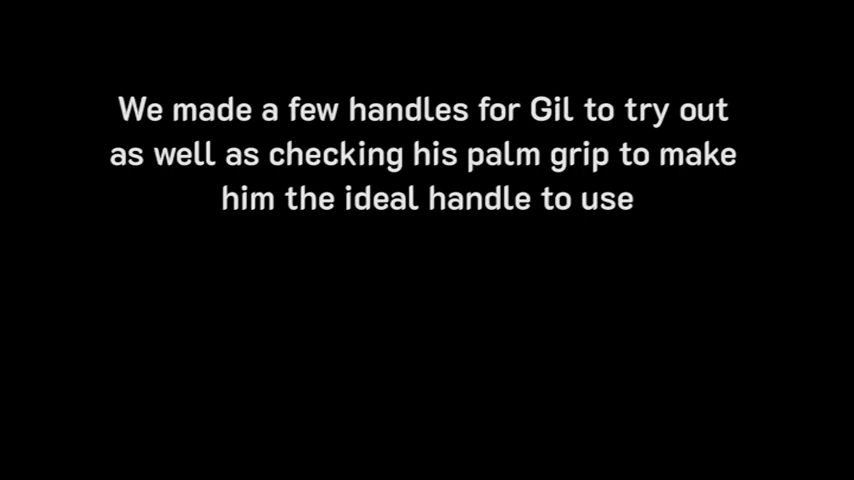 We made a few handles for Gil to try out
as well as checking his palm grip to make
him the ideal handle to use